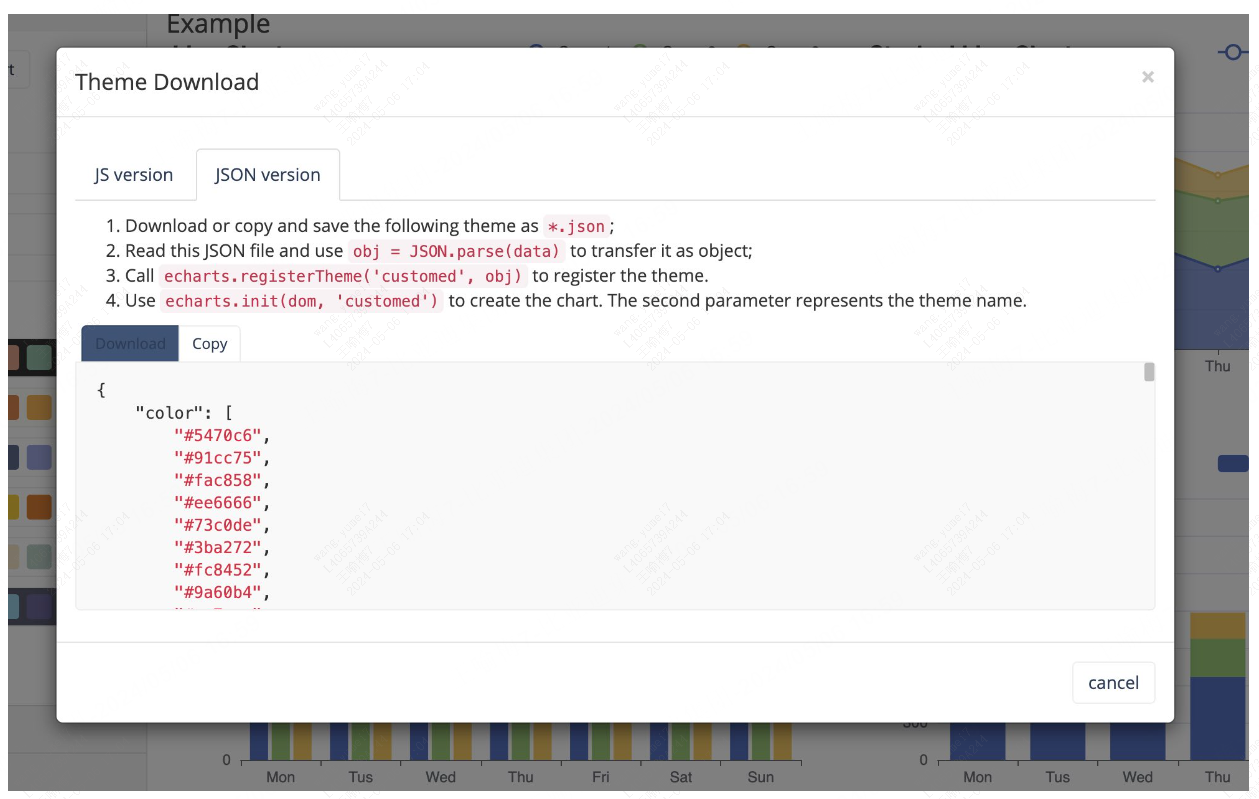 Example
t
Theme Download
×
JS version
JSON version
1. Download or copy and save the following theme as *.json;
2. Read this JSON file and use obj = JSON.parse(data) to transfer it as object;
3. Call echarts.registerTheme('customed', obj) to register the theme.
4. Use echarts.init(dom, 'customed') to create the chart. The second parameter represents the theme name.
Download
Copy
{
"color": [
"#5470c6",
"#91cc75",
"#fac858",
"#ee6666",
"#73c0de",
"#3ba272",
"#fc8452",
"#9a60b4",
Thu
cancel
0
Mon Tus Wed Thu Fri Sat Sun
0
Mon Tus Wed Thu